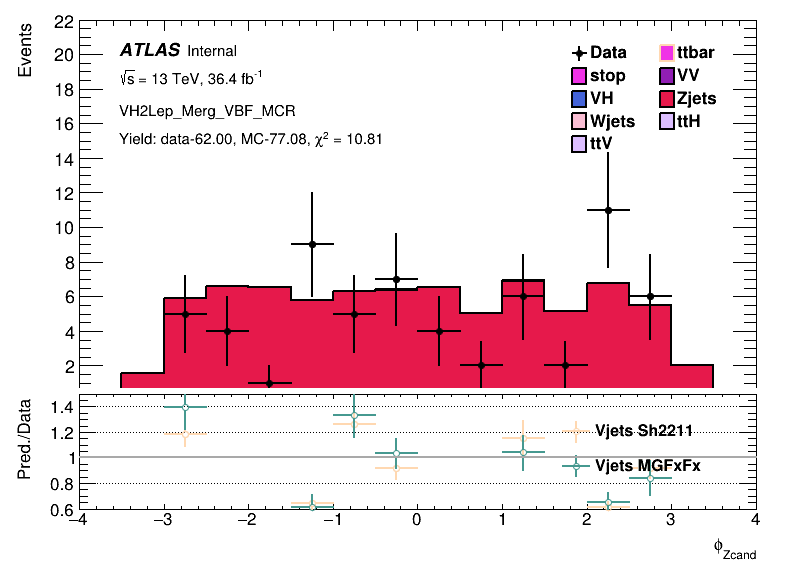 Events
22
20
18
16
14
12
10
8
6
4
2
ATLAS Internal
√s = 13 TeV, 36.4 fb-1
VH2Lep_Merg_VBF_MCR
Yield: data-62.00, MC-77.08, χ2 = 10.81
Data
ttbar
stop
VV
VH
Zjets
Wjets
ttH
ttV
Pred./Data
1.4
1.2
1
0.8
0.6
Vjets Sh2211
Vjets MGFxFx
−4 −3 −2 −1 0 1 2 3 4
ϕZcand